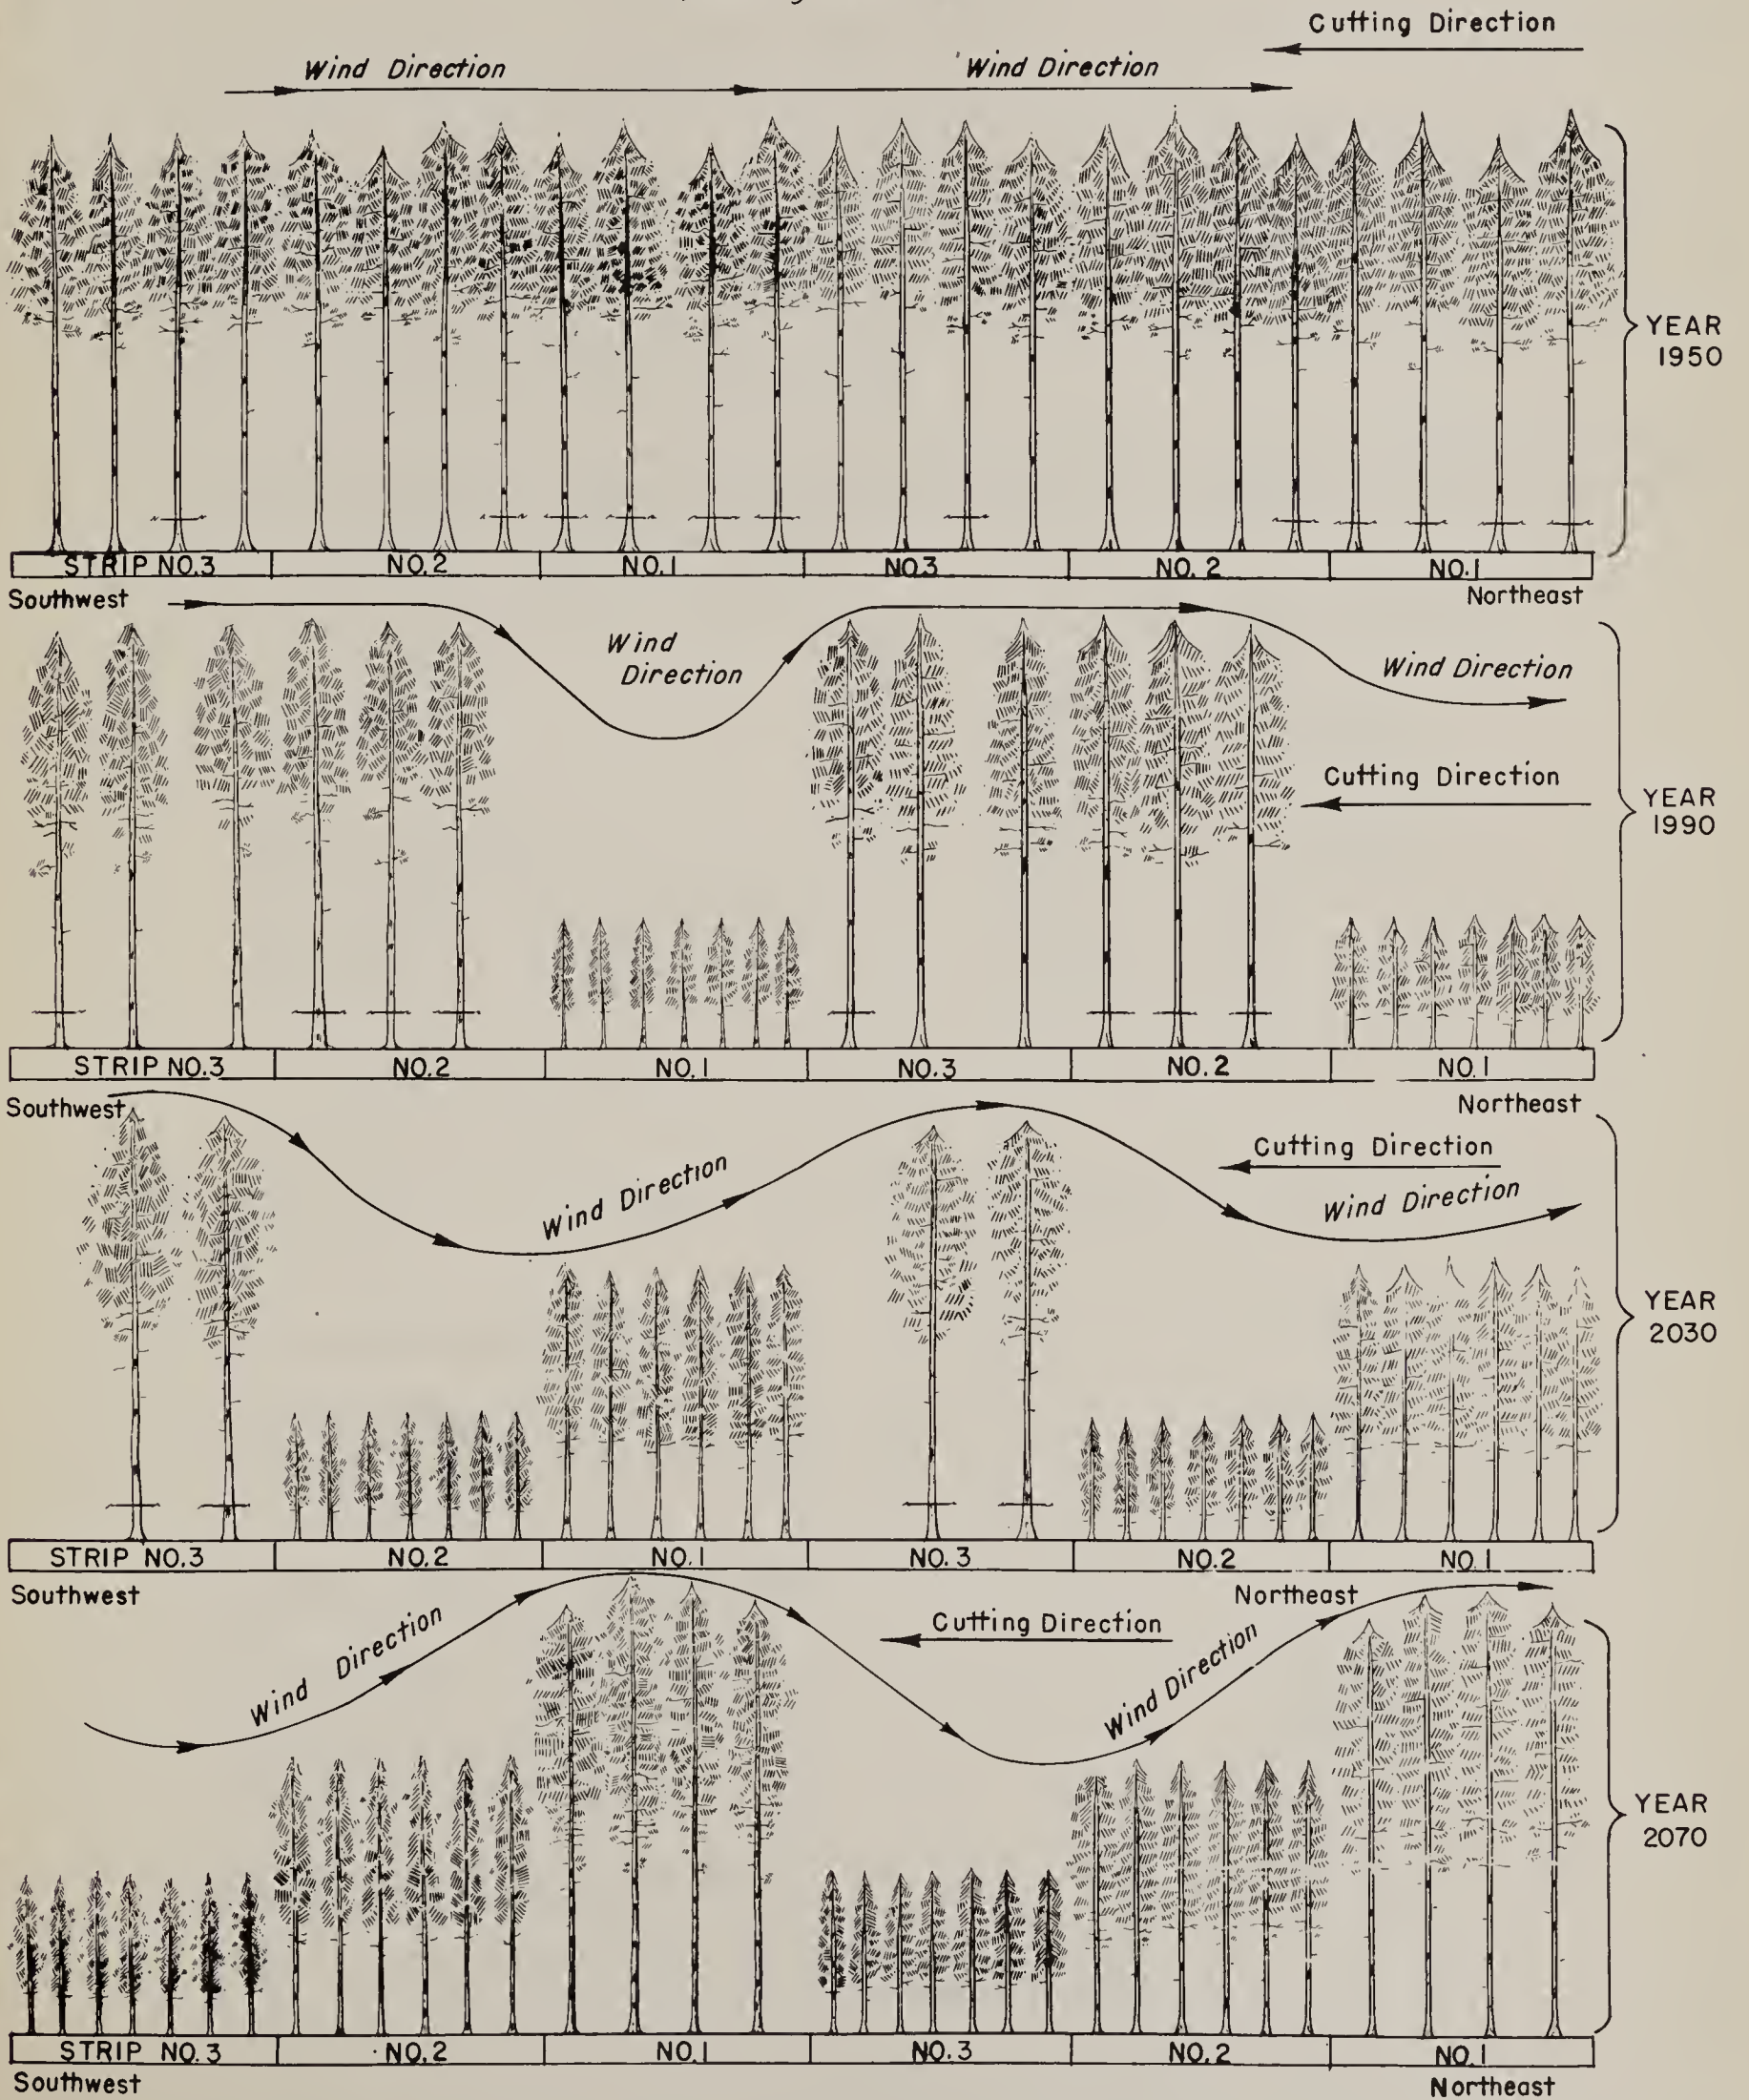 Cutting Direction
Wind Direction
Wind Direction
YEAR
1950
STRIP NO.3
NO.2
NO.1
NO.3
NO.2
NO.1
Southwest
Northeast
Wind
Direction
Wind Direction
Cutting Direction
YEAR
1990
STRIP NO.3
NO.2
NO.1
NO.3
NO.2
NO.1
Southwest
Northeast
Cutting Direction
Wind Direction
Wind Direction
YEAR
2030
STRIP NO.3
NO.2
NO.1
NO.3
NO.2
NO.1
Southwest
Northeast
Cutting Direction
Wind Direction
Wind Direction
YEAR
2070
STRIP NO.3
NO.2
NO.1
NO.3
NO.2
NO.1
Southwest
Northeast